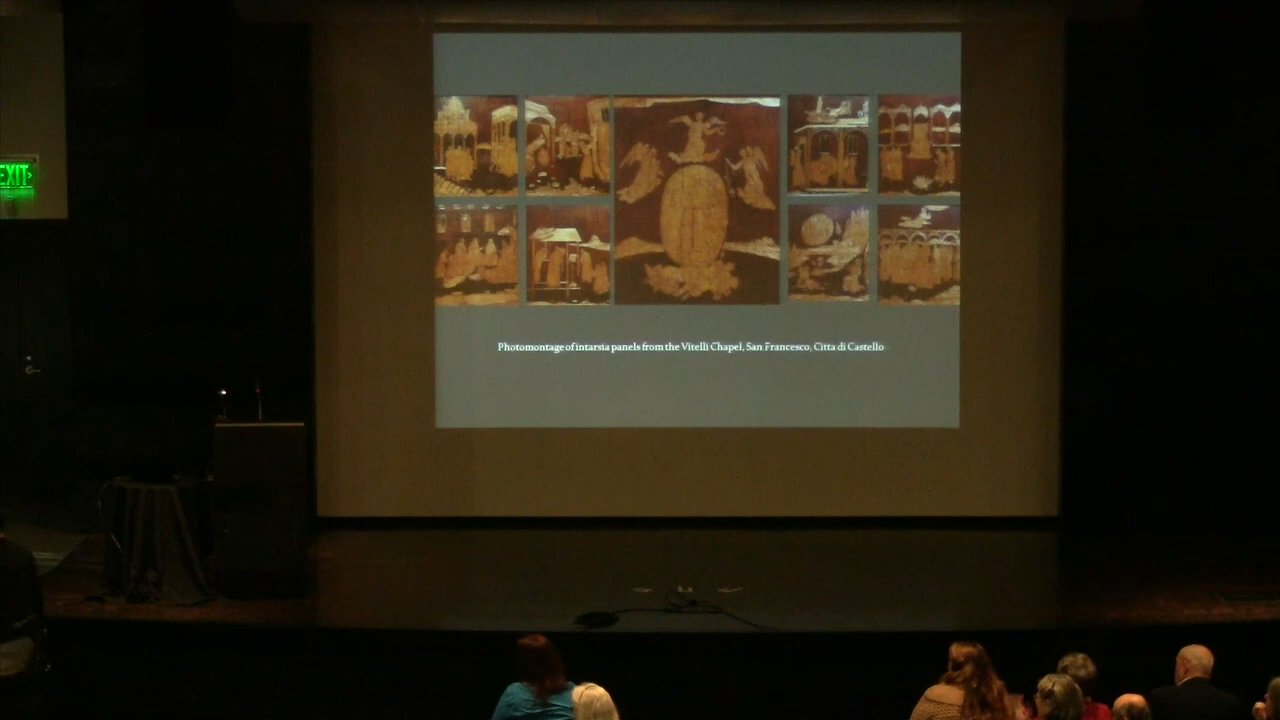 EXIT
Photomontage of intarsia panels from the Vitelli Chapel, San Francesco, Citta di Castello